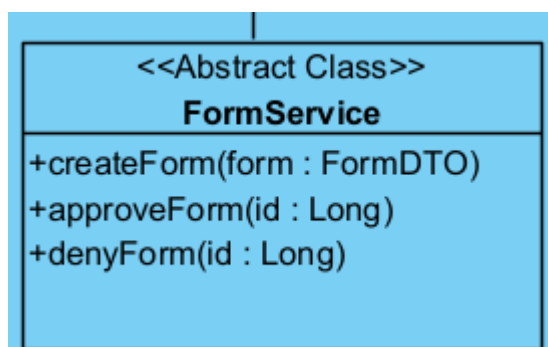 <<Abstract Class>>
FormService
+createForm(form : FormDTO)
+approveForm(id : Long)
+denyForm(id : Long)